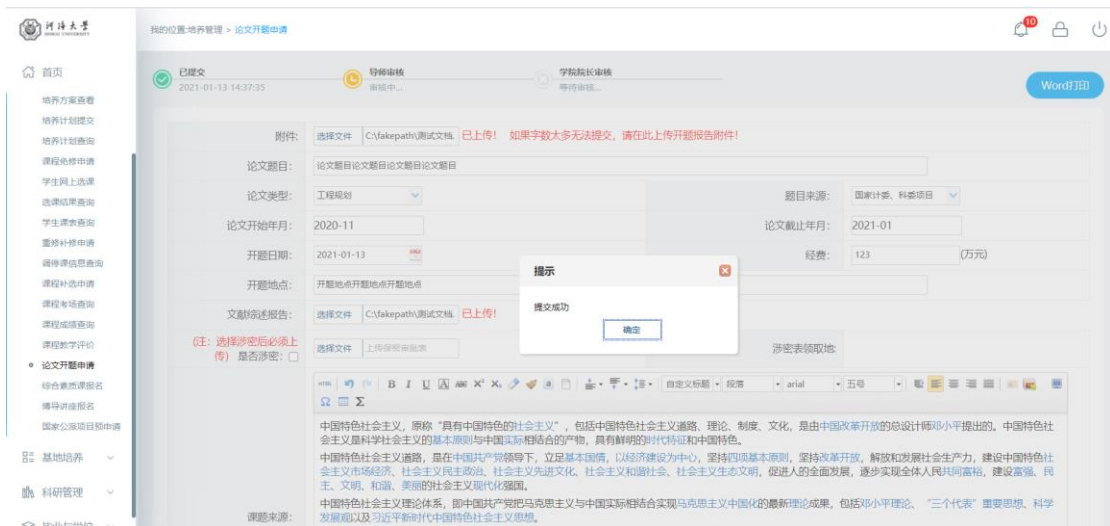 河海大学
HOHAI UNIVERSITY
我的位置:培养管理 > 论文开题申请
10
首页
培养方案查看
培养计划提交
培养计划查询
课程免修申请
学生网上选课
选课结果查询
学生课表查询
重修补修申请
调停课信息查询
课程补选申请
课程考场查询
课程成绩查询
课程教学评价
论文开题申请
综合素质课报名
博导讲座报名
国家公派项目预申请
基地培养
科研管理
毕业与学位
已提交
2021-01-13 14:37:35
导师审核
审核中...
学院院长审核
等待审核...
Word打印
附件: 选择文件 C:\fakepath\测试文档. 已上传! 如果字数太多无法提交,请在此上传开题报告附件!
论文题目: 论文题目论文题目论文题目论文题目
论文类型: 工程规划 题目来源: 国家计委、科委项目
论文开始年月: 2020-11 论文截止年月: 2021-01
开题日期: 2021-01-13 经费: 123 (万元)
开题地点: 开题地点开题地点开题地点
文献综述报告: 选择文件 C:\fakepath\测试文档. 已上传!
(注:选择涉密后必须上传) 是否涉密: 选择文件 上传保密审批表 涉密表领取地:
提示
提交成功
确定
HTML B I U A ABC X² X₂ 自定义标题 段落 arial 五号
Ω Σ
中国特色社会主义,原称“具有中国特色的社会主义”,包括中国特色社会主义道路、理论、制度、文化,是由中国改革开放的总设计师邓小平提出的。中国特色社
会主义是科学社会主义的基本原则与中国实际相结合的产物,具有鲜明的时代特征和中国特色。
中国特色社会主义道路,是在中国共产党领导下,立足基本国情,以经济建设为中心,坚持四项基本原则,坚持改革开放,解放和发展社会生产力,建设中国特色社
会主义市场经济、社会主义民主政治、社会主义先进文化、社会主义和谐社会、社会主义生态文明,促进人的全面发展,逐步实现全体人民共同富裕,建设富强、民
主、文明、和谐、美丽的社会主义现代化强国。
中国特色社会主义理论体系,即中国共产党把马克思主义与中国实际相结合实现马克思主义中国化的最新理论成果,包括邓小平理论、“三个代表”重要思想、科学
发展观以及习近平新时代中国特色社会主义思想。
课题来源: